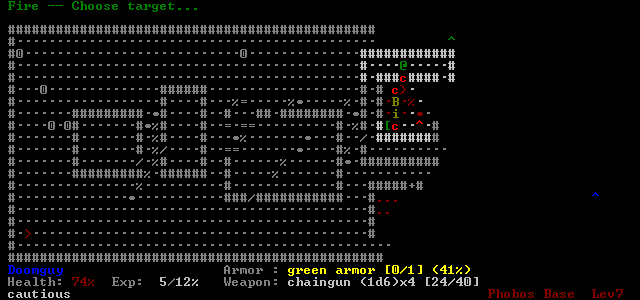 Fire -- Choose target...
Doomguy Armor : green armor [0/1] (41%)
Health: 74% Exp: 5/12% Weapon: chaingun (1d6)x4 [24/40]
cautious Phobos Base Lev7